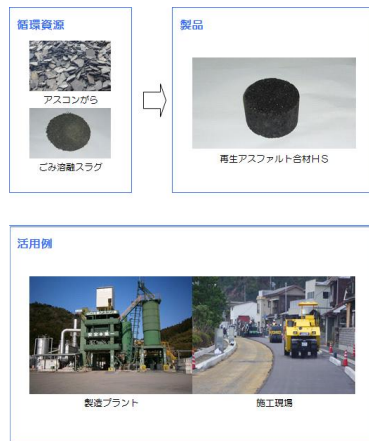 循環資源
アスコンがら
ごみ溶融スラグ
製品
再生アスファルト合材HS
活用例
製造プラント
施工現場